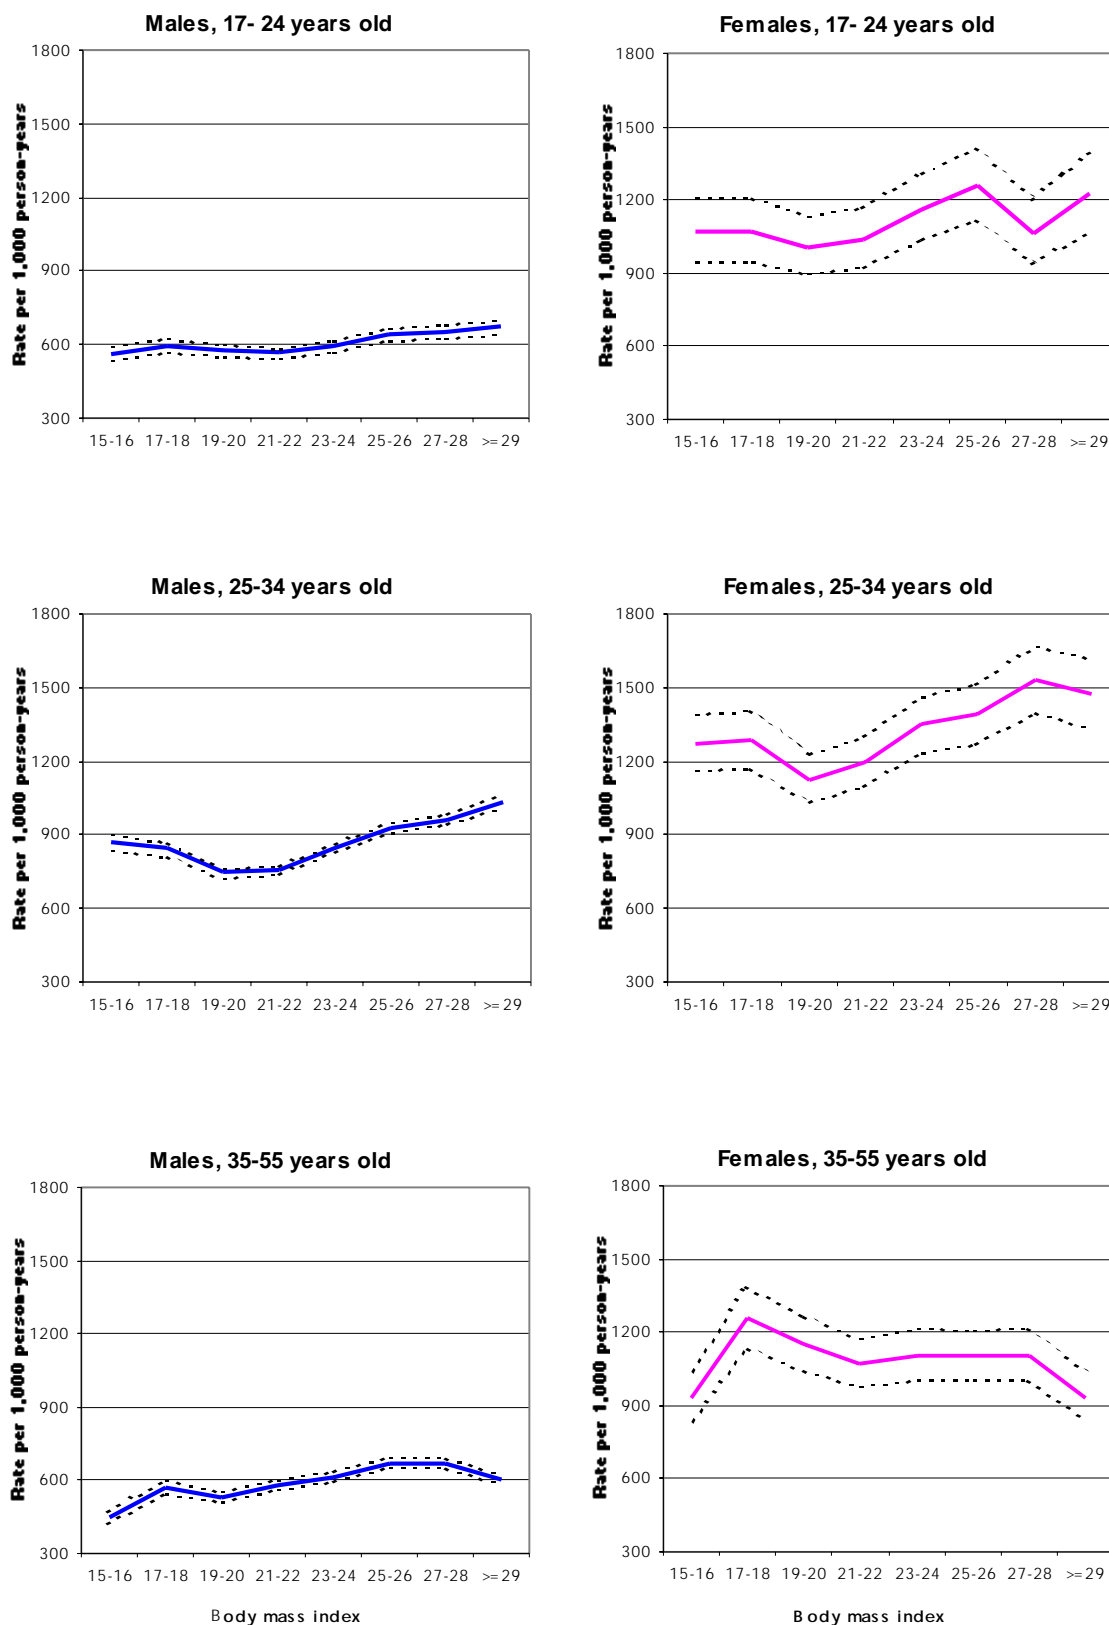 Males, 17- 24 years old
Rate per 1,000 person-years
1800
1500
1200
900
600
300
15-16 17-18 19-20 21-22 23-24 25-26 27-28 >=29
Females, 17- 24 years old
Rate per 1,000 person-years
1800
1500
1200
900
600
300
15-16 17-18 19-20 21-22 23-24 25-26 27-28 >=29
Males, 25-34 years old
Rate per 1,000 person-years
1800
1500
1200
900
600
300
15-16 17-18 19-20 21-22 23-24 25-26 27-28 >=29
Females, 25-34 years old
Rate per 1,000 person-years
1800
1500
1200
900
600
300
15-16 17-18 19-20 21-22 23-24 25-26 27-28 >=29
Males, 35-55 years old
Rate per 1,000 person-years
1800
1500
1200
900
600
300
15-16 17-18 19-20 21-22 23-24 25-26 27-28 >=29
Body mass index
Females, 35-55 years old
Rate per 1,000 person-years
1800
1500
1200
900
600
300
15-16 17-18 19-20 21-22 23-24 25-26 27-28 >=29
Body mass index